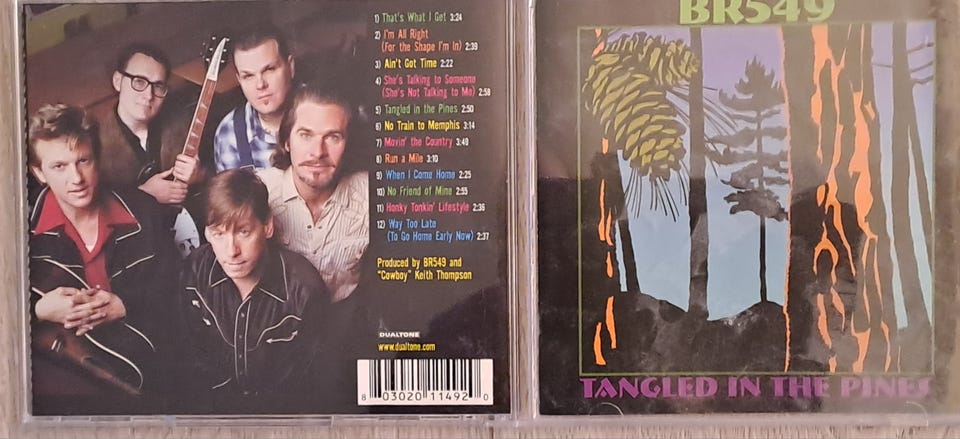 1) That's What I Get 3:24
2) I'm All Right
(For the Shape I'm In) 2:39
3) Ain't Got Time 2:22
4) She's Talking to Someone
(She's Not Talking to Me) 2:58
5) Tangled in the Pines 2:50
6) No Train to Memphis 3:14
7) Movin' the Country 3:49
8) Run a Mile 3:10
9) When I Come Home 2:25
10) No Friend of Mine 2:55
11) Honky Tonkin' Lifestyle 2:36
12) Way Too Late
(To Go Home Early Now) 2:37
Produced by BR549 and
"Cowboy" Keith Thompson
DUALTONE
www.dualtone.com
8 03020 11492 0
BR549
TANGLED IN THE PINES